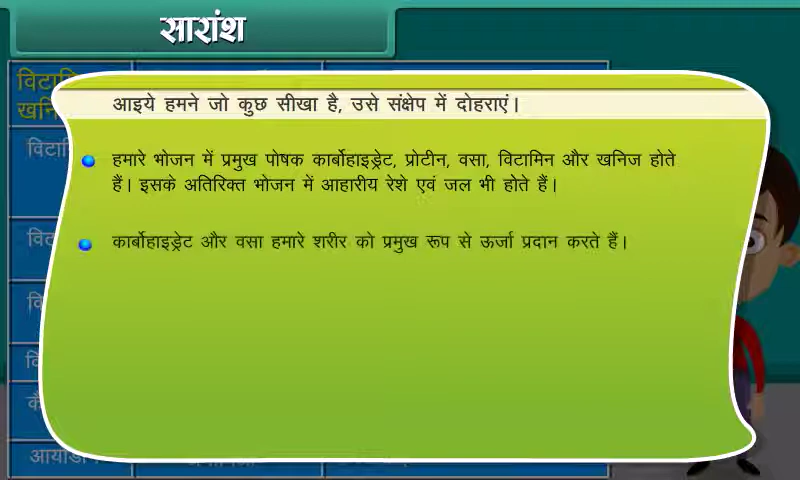 सारांश
आइये हमने जो कुछ सीखा है, उसे संक्षेप में दोहराएं।
हमारे भोजन में प्रमुख पोषक कार्बोहाइड्रेट, प्रोटीन, वसा, विटामिन और खनिज होते
हैं। इसके अतिरिक्त भोजन में आहारीय रेशे एवं जल भी होते हैं।
कार्बोहाइड्रेट और वसा हमारे शरीर को प्रमुख रूप से ऊर्जा प्रदान करते हैं।